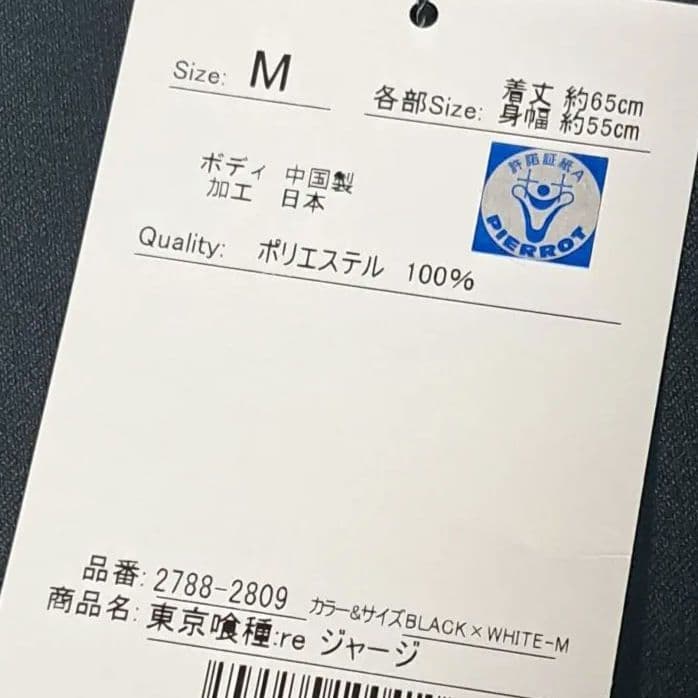 Size: M
各部Size: 着丈 約65cm
身幅 約55cm
ボディ 中国製
加工 日本
許諾証紙A
PIERROT
Quality: ポリエステル 100%
品番: 2788-2809 カラー&サイズBLACK×WHITE-M
商品名: 東京喰種:re ジャージ